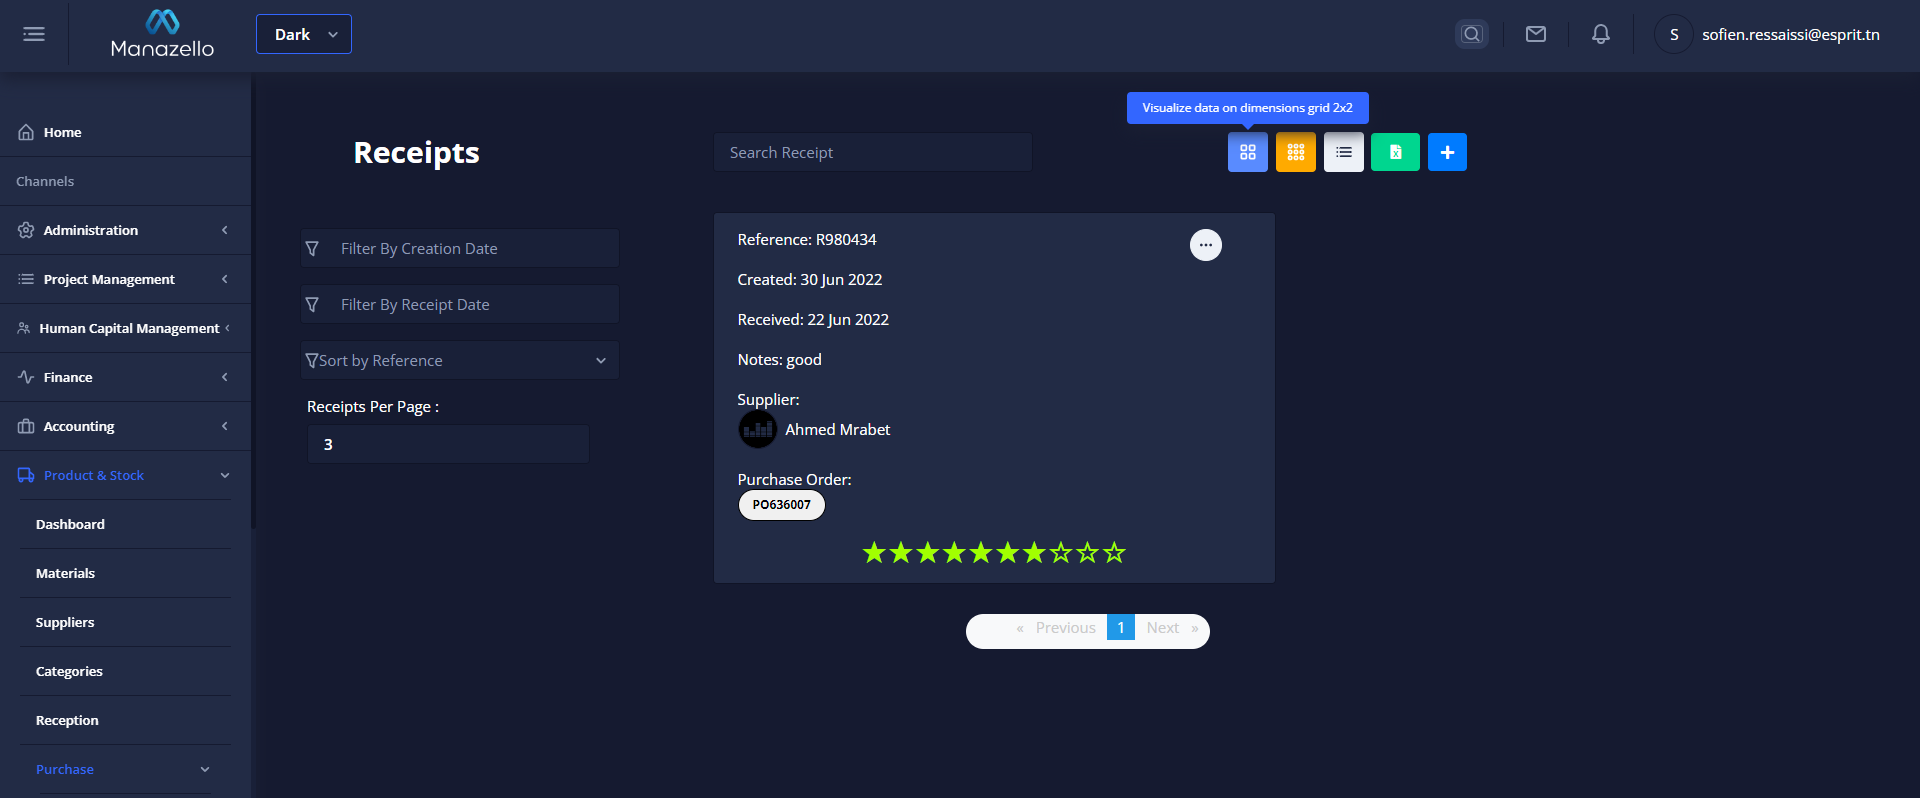 Manazello
Dark
S
sofien.ressaissi@esprit.tn
Home
Channels
Administration
Project Management
Human Capital Management
Finance
Accounting
Product & Stock
Dashboard
Materials
Suppliers
Categories
Reception
Purchase
Receipts
Search Receipt
Visualize data on dimensions grid 2x2
Filter By Creation Date
Filter By Receipt Date
Sort by Reference
Receipts Per Page :
3
Reference: R980434
Created: 30 Jun 2022
Received: 22 Jun 2022
Notes: good
Supplier:
Ahmed Mrabet
Purchase Order:
PO636007
« Previous 1 Next »